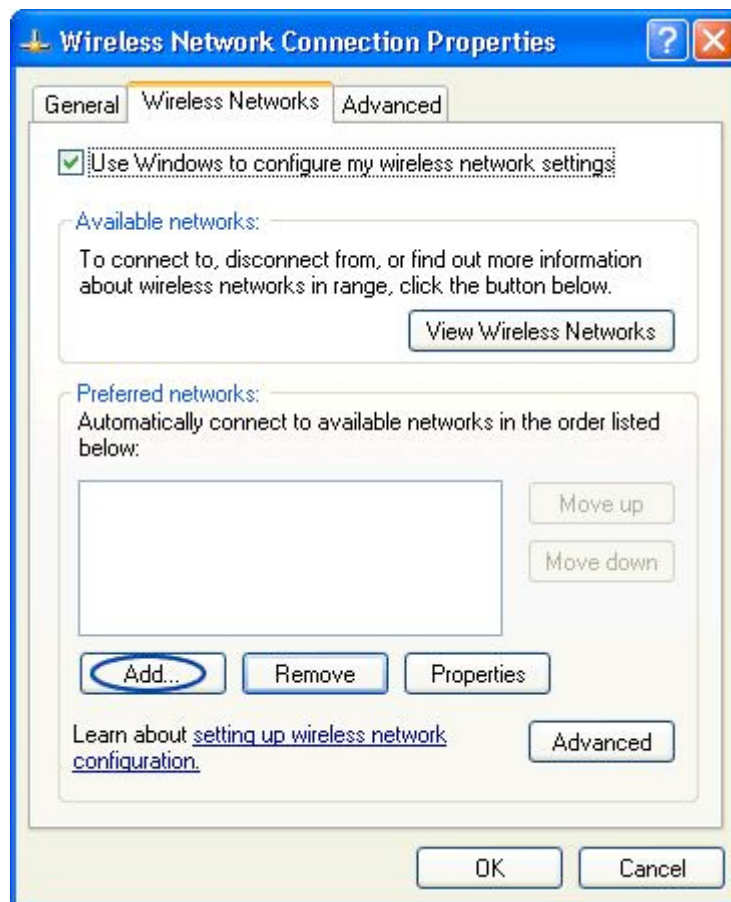 Wireless Network Connection Properties
General Wireless Networks Advanced
Use Windows to configure my wireless network settings
Available networks:
To connect to, disconnect from, or find out more information
about wireless networks in range, click the button below.
View Wireless Networks
Preferred networks:
Automatically connect to available networks in the order listed
below:
Move up
Move down
Add... Remove Properties
Learn about setting up wireless network
configuration.
Advanced
OK Cancel